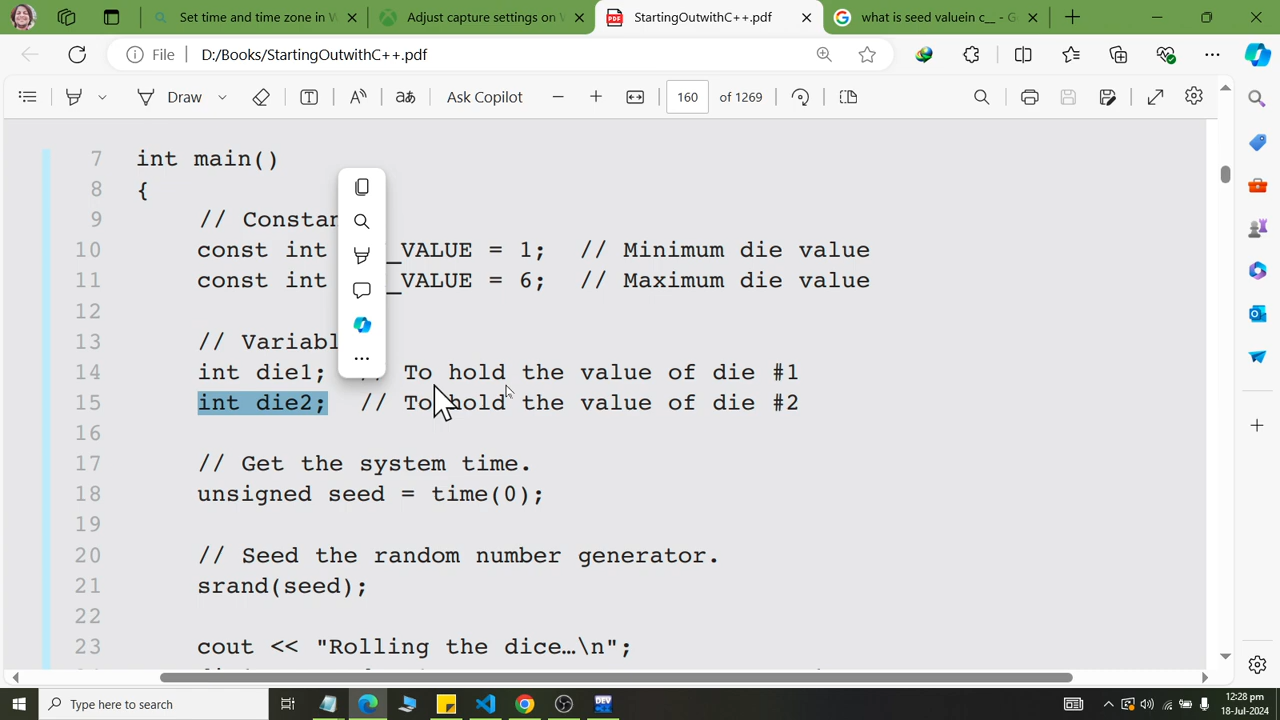 Set time and time zone in W
Adjust capture settings on W
StartingOutwithC++.pdf
what is seed valuein c__ - G
File
D:/Books/StartingOutwithC++.pdf
Draw
Ask Copilot
160
of 1269
7 int main()
8 {
9 // Constan
10 const int _VALUE = 1; // Minimum die value
11 const int _VALUE = 6; // Maximum die value
12
13 // Variabl
14 int die1; // To hold the value of die #1
15 int die2; // To hold the value of die #2
16
17 // Get the system time.
18 unsigned seed = time(0);
19
20 // Seed the random number generator.
21 srand(seed);
22
23 cout << "Rolling the dice…\n";
Type here to search
DEV
12:28 pm
18-Jul-2024